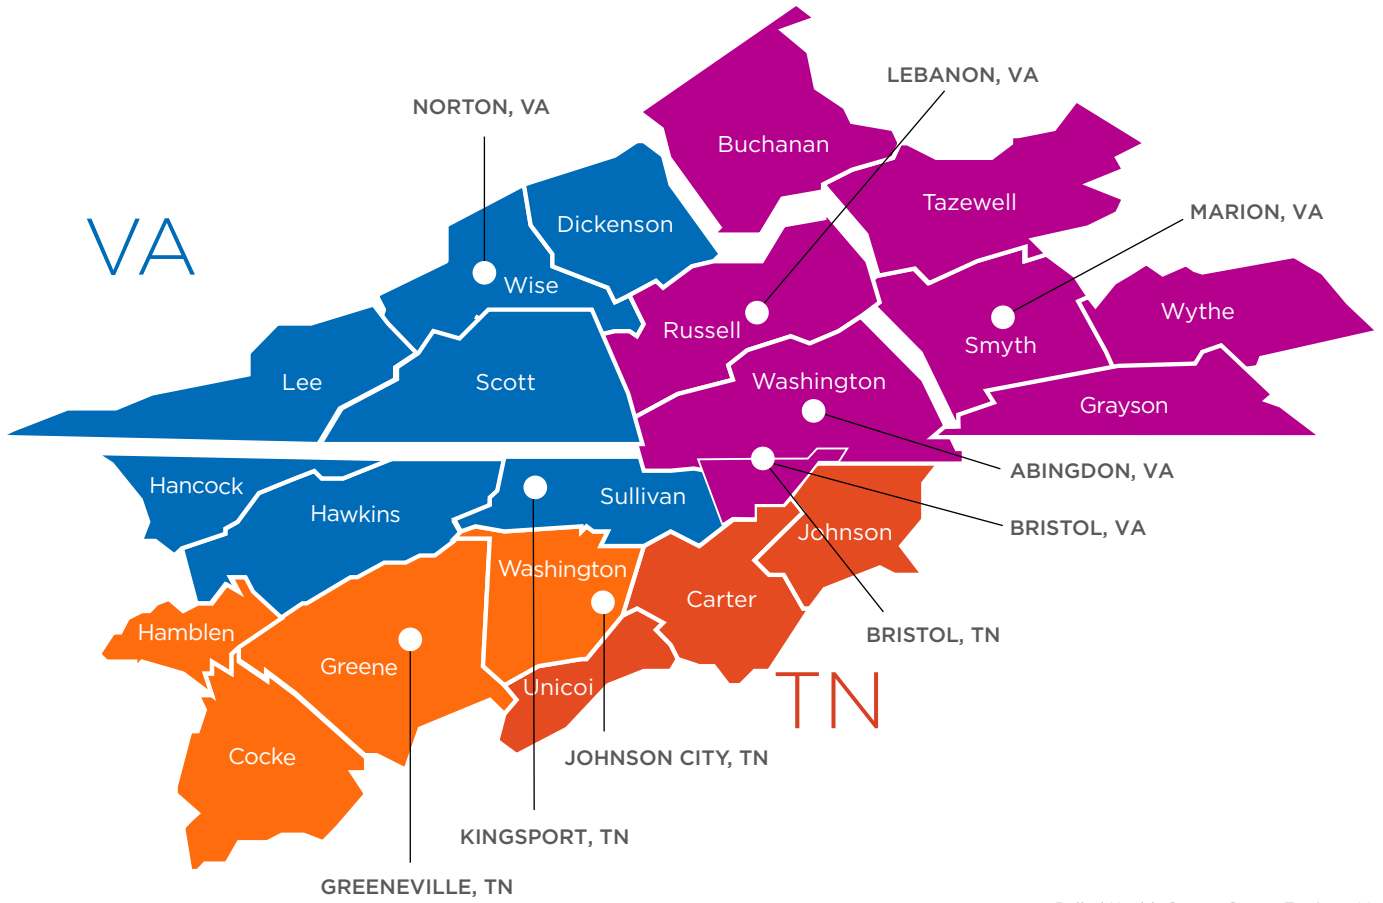 LEBANON, VA
NORTON, VA
Buchanan
VA
Dickenson
Tazewell
MARION, VA
Wise
Russell
Wythe
Smyth
Lee
Scott
Washington
Grayson
Hancock
Hawkins
Sullivan
ABINGDON, VA
BRISTOL, VA
Johnson
Washington
Carter
Hamblen
BRISTOL, TN
Greene
Unicoi
TN
Cocke
JOHNSON CITY, TN
KINGSPORT, TN
GREENEVILLE, TN